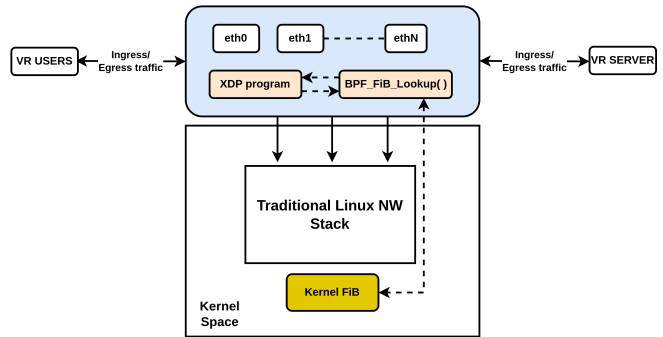 eth0
eth1
ethN
Ingress/
Egress traffic
VR USERS
Ingress/
Egress traffic
VR SERVER
XDP program
BPF_FiB_Lookup( )
Traditional Linux NW
Stack
Kernel FiB
Kernel
Space